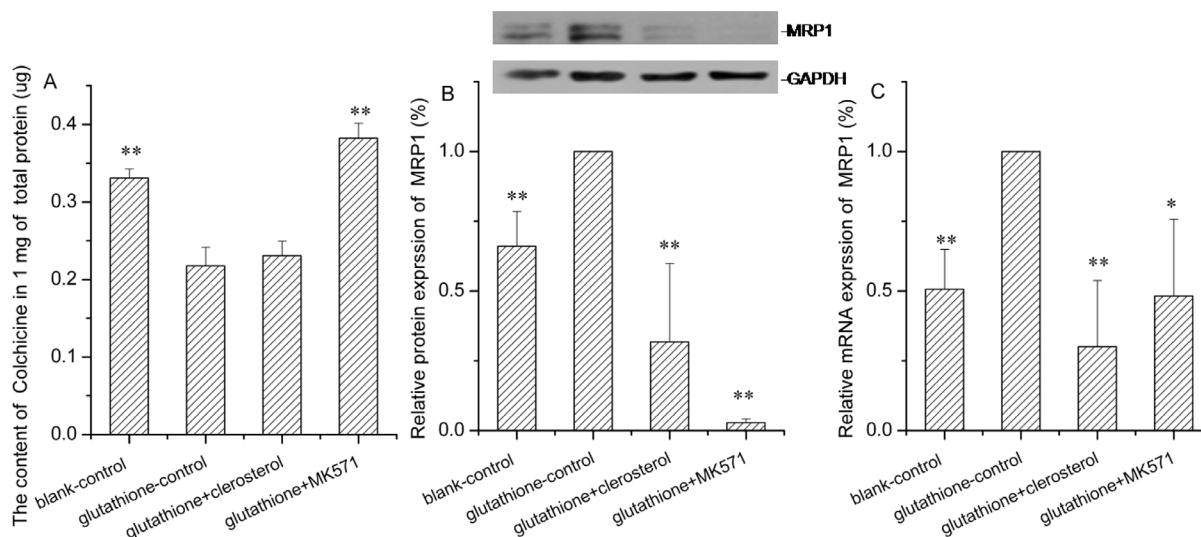 -MRP1
-GAPDH
A
The content of Colchicine in 1 mg of total protein (ug)
0.4
0.3
0.2
0.1
0.0
**
**
blank-control
glutathione-control
glutathione+clerosterol
glutathione+MK571
B
Relative protein exprssion of MRP1 (%)
1.0
0.5
0.0
**
**
**
blank-control
glutathione-control
glutathione+clerosterol
glutathione+MK571
C
Relative mRNA exprssion of MRP1 (%)
1.0
0.5
0.0
**
**
*
blank-control
glutathione-control
glutathione+clerosterol
glutathione+MK571